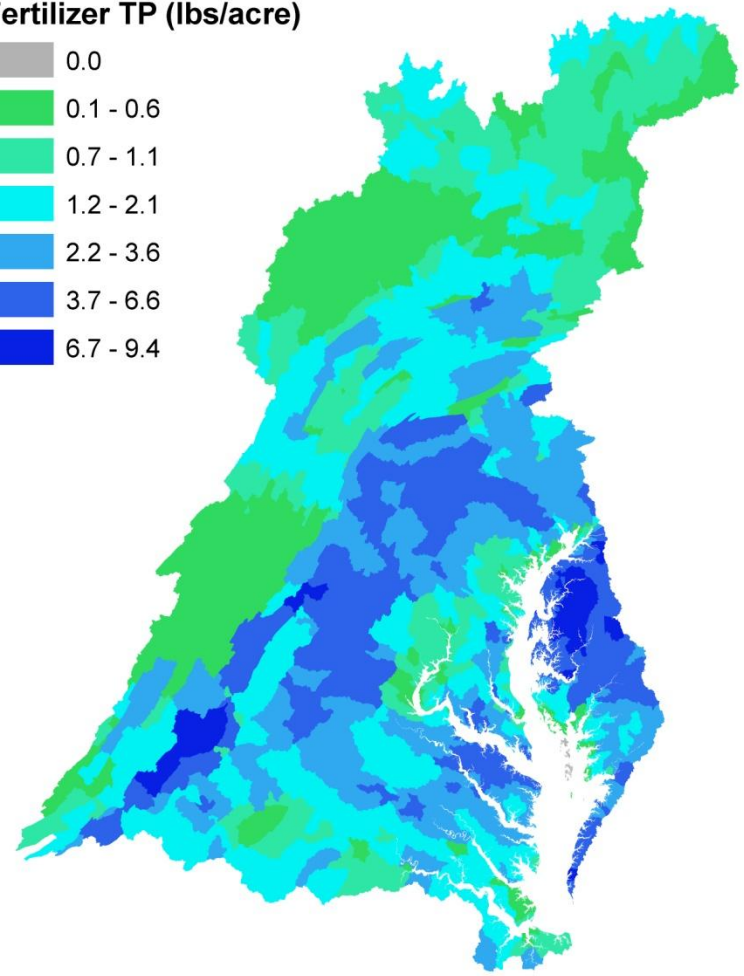 ertilizer TP (lbs/acre)
0.0
0.1 - 0.6
0.7 - 1.1
1.2 - 2.1
2.2 - 3.6
3.7 - 6.6
6.7 - 9.4